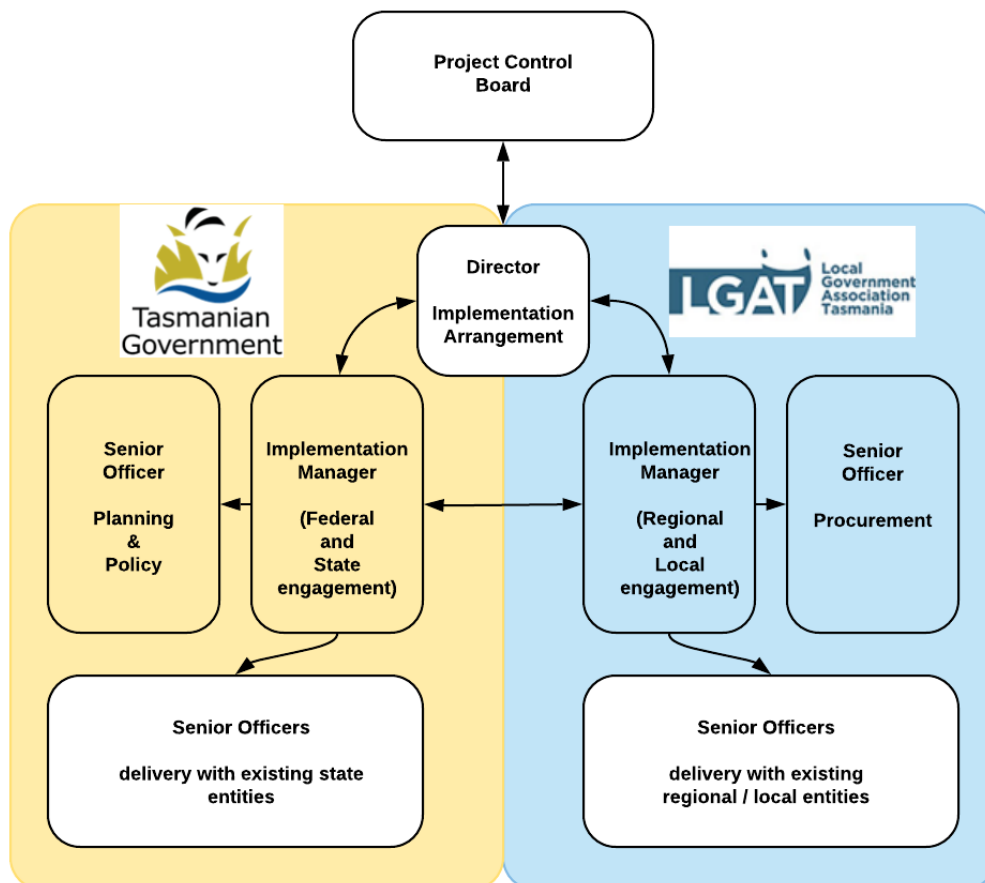 Project Control
Board
Tasmanian
Government
Director
Implementation
Arrangement
LGAT
Local
Government
Association
Tasmania
Senior
Officer
Planning
&
Policy
Implementation
Manager
(Federal
and
State
engagement)
Implementation
Manager
(Regional
and
Local
engagement)
Senior
Officer
Procurement
Senior Officers
delivery with existing state
entities
Senior Officers
delivery with existing
regional / local entities